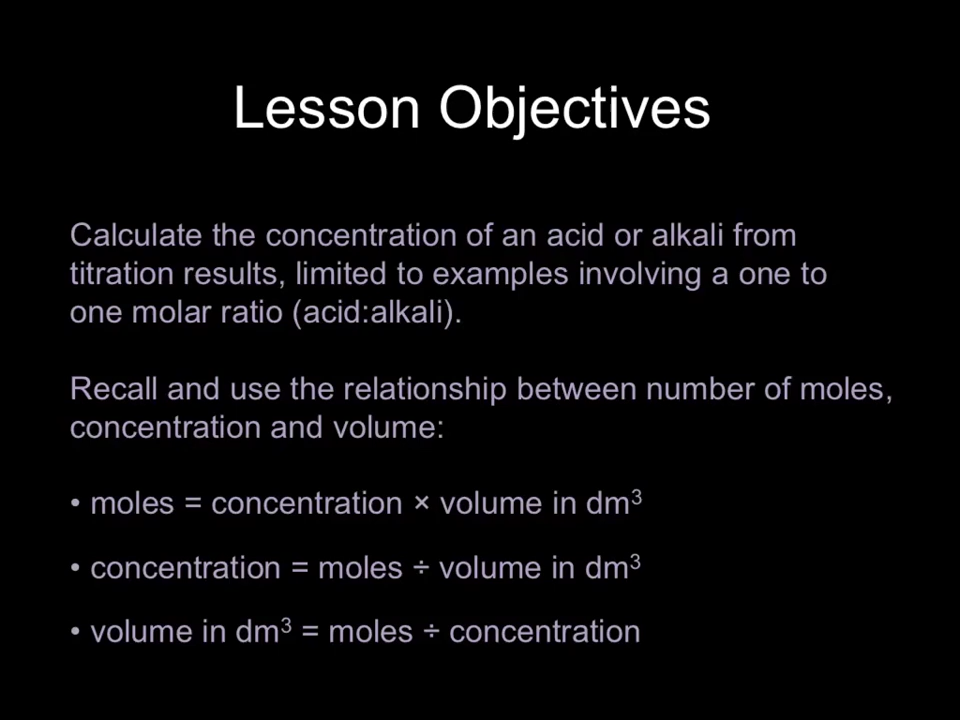 Lesson Objectives
Calculate the concentration of an acid or alkali from
titration results, limited to examples involving a one to
one molar ratio (acid:alkali).
Recall and use the relationship between number of moles,
concentration and volume:
• moles = concentration × volume in dm³
• concentration = moles ÷ volume in dm³
• volume in dm³ = moles ÷ concentration